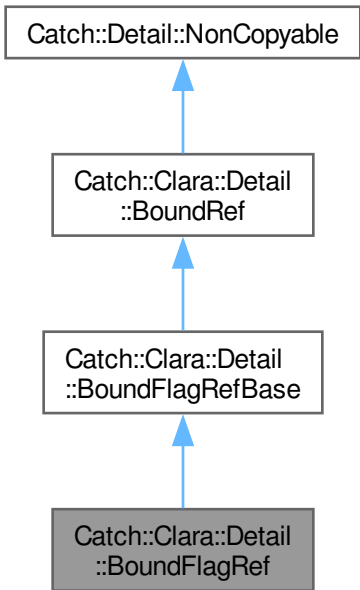 Catch::Detail::NonCopyable
Catch::Clara::Detail
::BoundRef
Catch::Clara::Detail
::BoundFlagRefBase
Catch::Clara::Detail
::BoundFlagRef